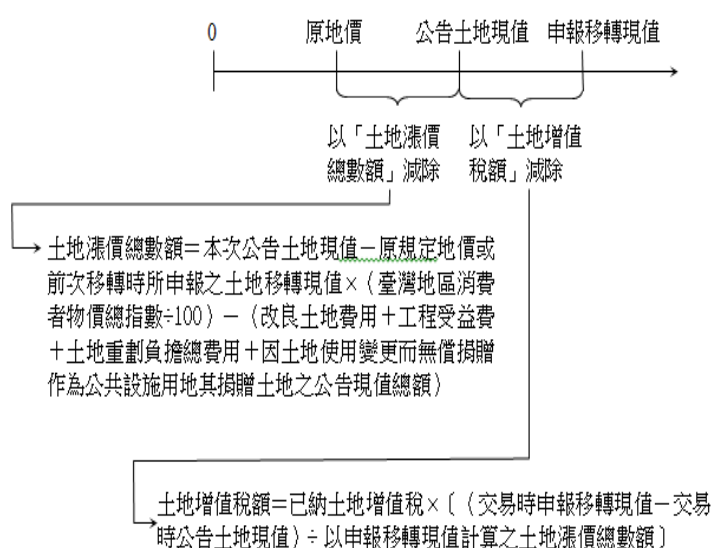 0 原地價 公告土地現值 申報移轉現值
以「土地漲價
總數額」減除
以「土地增值
稅額」減除
土地漲價總數額＝本次公告土地現值－原規定地價或
前次移轉時所申報之土地移轉現值×（臺灣地區消費
者物價總指數÷100）－（改良土地費用＋工程受益費
＋土地重劃負擔總費用＋因土地使用變更而無償捐贈
作為公共設施用地其捐贈土地之公告現值總額）
土地增值稅額=已納土地增值稅×〔（交易時申報移轉現值－交易
時公告土地現值）÷以申報移轉現值計算之土地漲價總數額〕